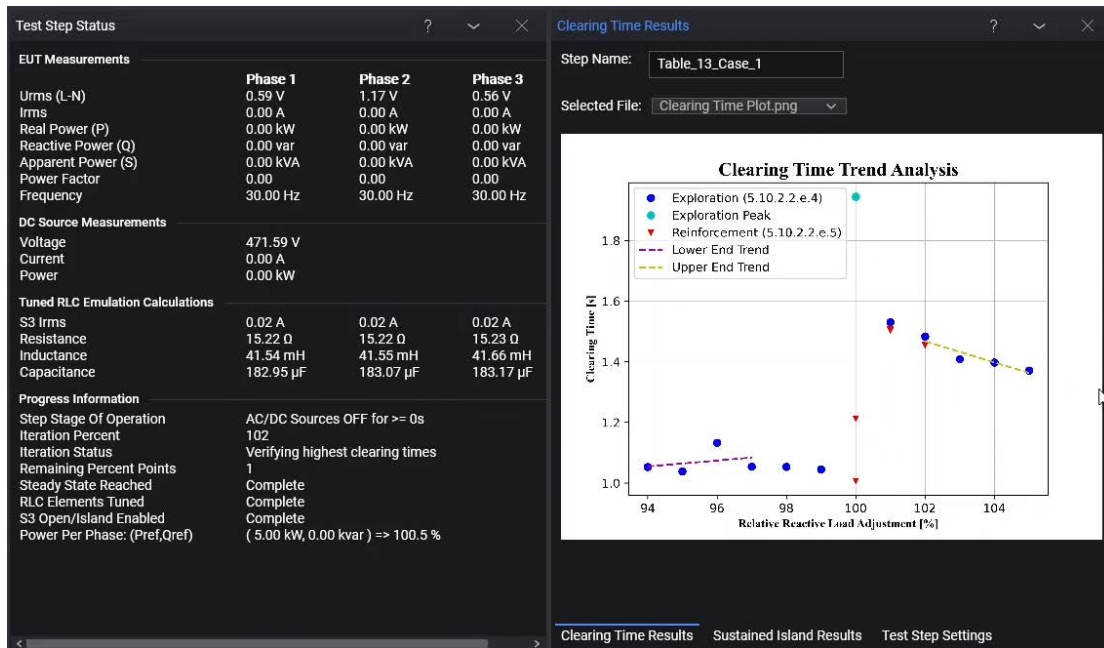 Test Step Status
EUT Measurements
Phase 1 Phase 2 Phase 3
Urms (L-N) 0.59 V 1.17 V 0.56 V
Irms 0.00 A 0.00 A 0.00 A
Real Power (P) 0.00 kW 0.00 kW 0.00 kW
Reactive Power (Q) 0.00 var 0.00 var 0.00 var
Apparent Power (S) 0.00 kVA 0.00 kVA 0.00 kVA
Power Factor 0.00 0.00 0.00
Frequency 30.00 Hz 30.00 Hz 30.00 Hz
DC Source Measurements
Voltage 471.59 V
Current 0.00 A
Power 0.00 kW
Tuned RLC Emulation Calculations
S3 Irms 0.02 A 0.02 A 0.02 A
Resistance 15.22 Ω 15.22 Ω 15.23 Ω
Inductance 41.54 mH 41.55 mH 41.66 mH
Capacitance 182.95 µF 183.07 µF 183.17 µF
Progress Information
Step Stage Of Operation AC/DC Sources OFF for >= 0s
Iteration Percent 102
Iteration Status Verifying highest clearing times
Remaining Percent Points 1
Steady State Reached Complete
RLC Elements Tuned Complete
S3 Open/Island Enabled Complete
Power Per Phase: (Pref,Qref) ( 5.00 kW, 0.00 kvar ) => 100.5 %
Clearing Time Results
Step Name: Table_13_Case_1
Selected File: Clearing Time Plot.png
Clearing Time Trend Analysis
Exploration (5.10.2.2.e.4)
Exploration Peak
Reinforcement (5.10.2.2.e.5)
Lower End Trend
Upper End Trend
Clearing Time [s]
1.8
1.6
1.4
1.2
1.0
94 96 98 100 102 104
Relative Reactive Load Adjustment [%]
Clearing Time Results Sustained Island Results Test Step Settings